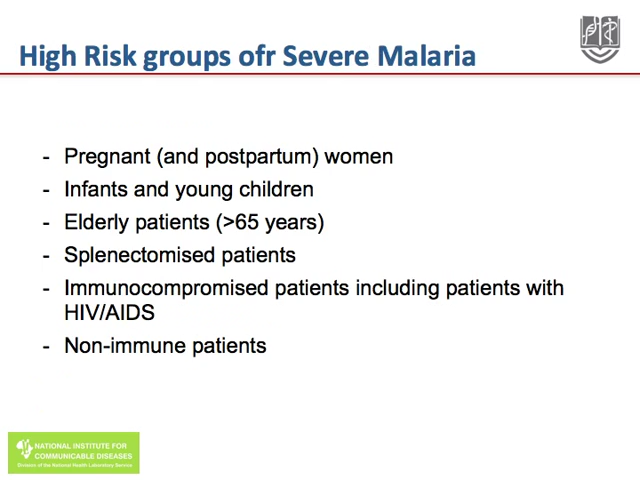 High Risk groups ofr Severe Malaria
- Pregnant (and postpartum) women
- Infants and young children
- Elderly patients (>65 years)
- Splenectomised patients
- Immunocompromised patients including patients with
HIV/AIDS
- Non-immune patients
NATIONAL INSTITUTE FOR
COMMUNICABLE DISEASES
Division of the National Health Laboratory Service